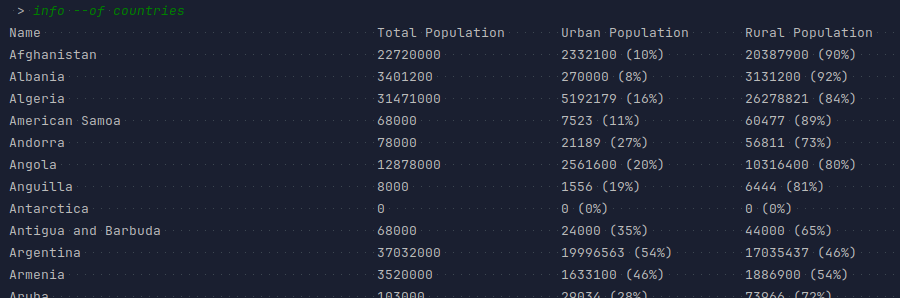 > info --of countries
Name Total Population Urban Population Rural Population
Afghanistan 22720000 2332100 (10%) 20387900 (90%)
Albania 3401200 270000 (8%) 3131200 (92%)
Algeria 31471000 5192179 (16%) 26278821 (84%)
American Samoa 68000 7523 (11%) 60477 (89%)
Andorra 78000 21189 (27%) 56811 (73%)
Angola 12878000 2561600 (20%) 10316400 (80%)
Anguilla 8000 1556 (19%) 6444 (81%)
Antarctica 0 0 (0%) 0 (0%)
Antigua and Barbuda 68000 24000 (35%) 44000 (65%)
Argentina 37032000 19996563 (54%) 17035437 (46%)
Armenia 3520000 1633100 (46%) 1886900 (54%)
Aruba 103000 29034 (28%) 73966 (72%)